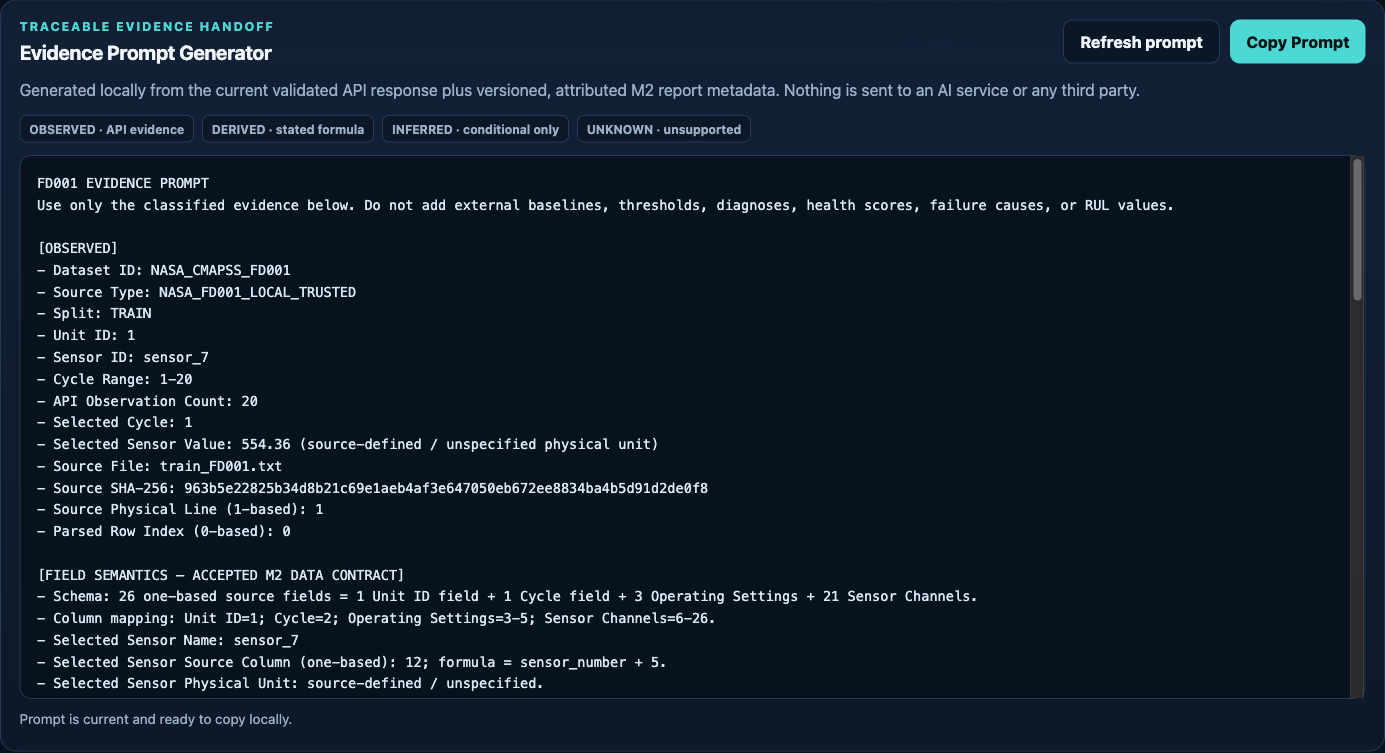 TRACEABLE EVIDENCE HANDOFF
Evidence Prompt Generator
Refresh prompt
Copy Prompt
Generated locally from the current validated API response plus versioned, attributed M2 report metadata. Nothing is sent to an AI service or any third party.
OBSERVED · API evidence
DERIVED · stated formula
INFERRED · conditional only
UNKNOWN · unsupported
FD001 EVIDENCE PROMPT
Use only the classified evidence below. Do not add external baselines, thresholds, diagnoses, health scores, failure causes, or RUL values.
[OBSERVED]
- Dataset ID: NASA_CMAPSS_FD001
- Source Type: NASA_FD001_LOCAL_TRUSTED
- Split: TRAIN
- Unit ID: 1
- Sensor ID: sensor_7
- Cycle Range: 1–20
- API Observation Count: 20
- Selected Cycle: 1
- Selected Sensor Value: 554.36 (source-defined / unspecified physical unit)
- Source File: train_FD001.txt
- Source SHA-256: 963b5e22825b34d8b21c69e1aeb4af3e647050eb672ee8834ba4b5d91d2de0f8
- Source Physical Line (1-based): 1
- Parsed Row Index (0-based): 0
[FIELD SEMANTICS — ACCEPTED M2 DATA CONTRACT]
- Schema: 26 one-based source fields = 1 Unit ID field + 1 Cycle field + 3 Operating Settings + 21 Sensor Channels.
- Column mapping: Unit ID=1; Cycle=2; Operating Settings=3-5; Sensor Channels=6-26.
- Selected Sensor Name: sensor_7
- Selected Sensor Source Column (one-based): 12; formula = sensor_number + 5.
- Selected Sensor Physical Unit: source-defined / unspecified.
Prompt is current and ready to copy locally.